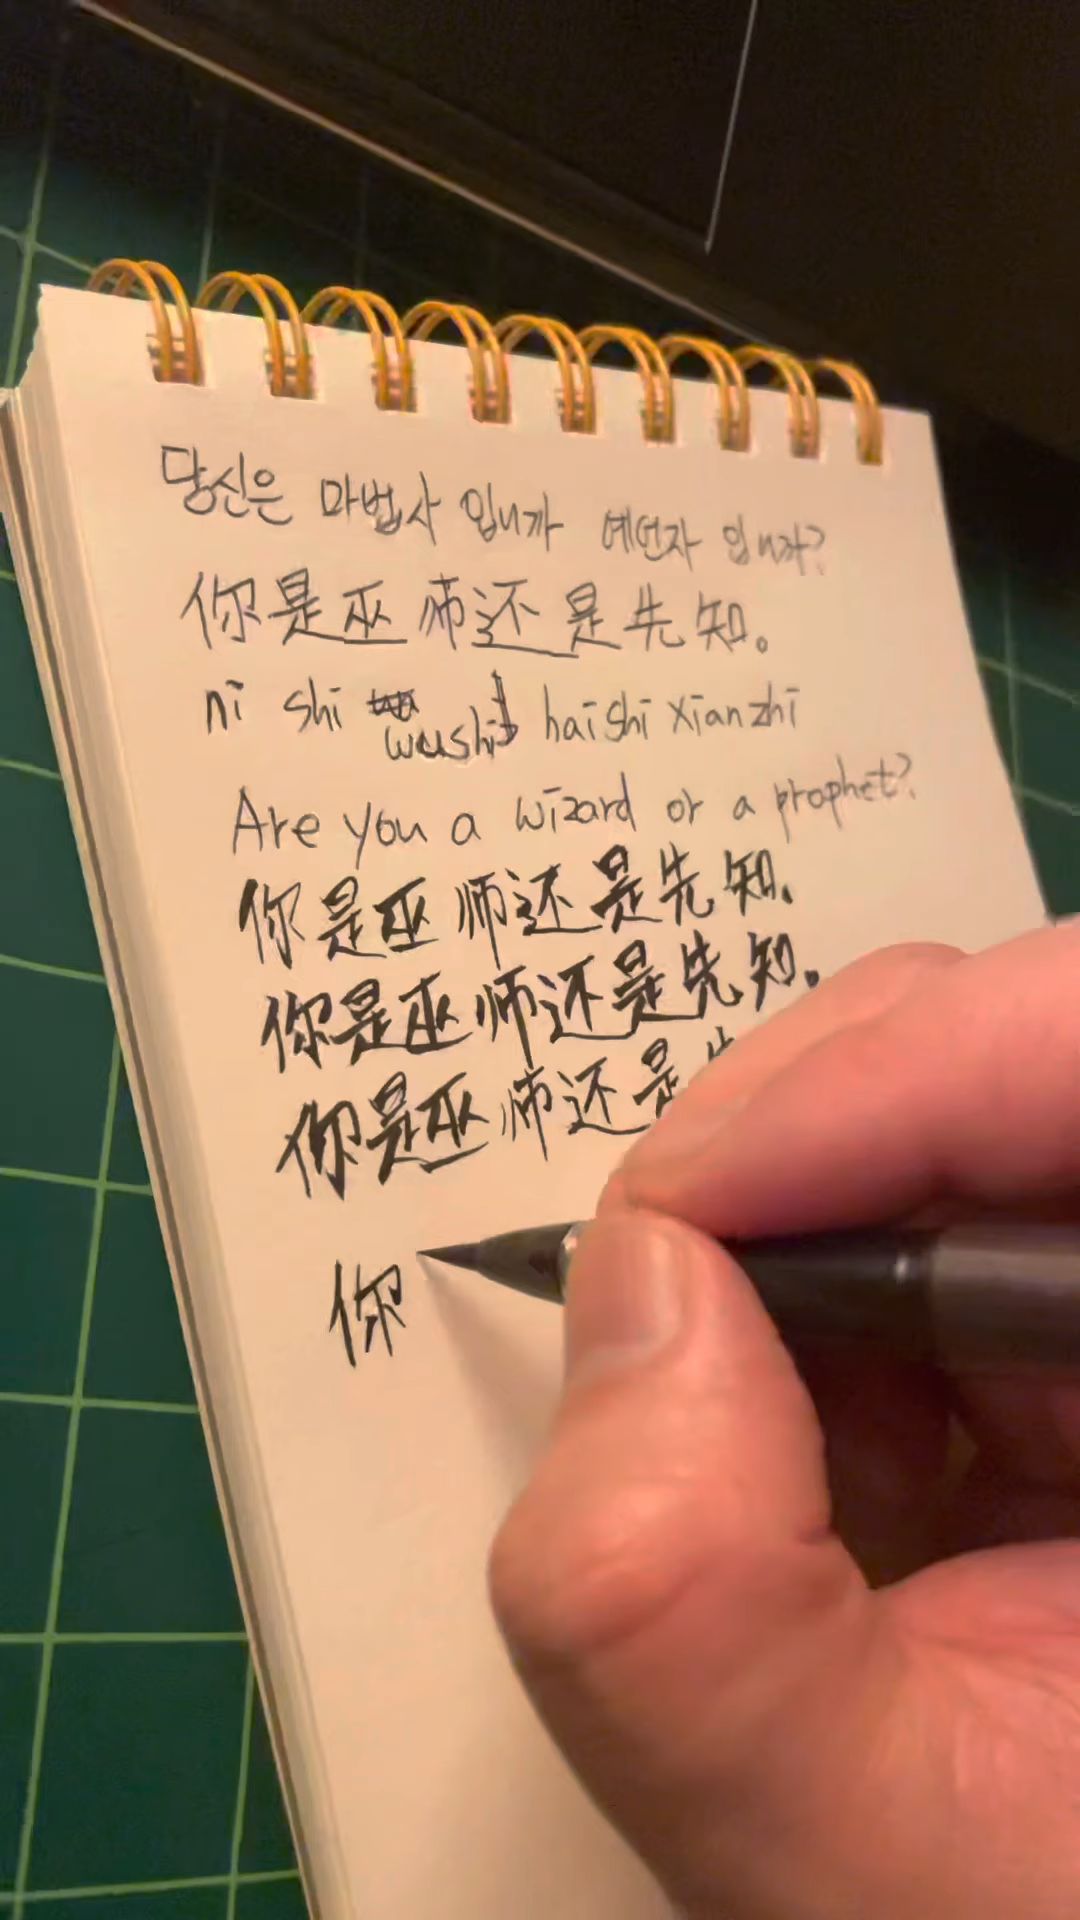 당신은 마법사 입니까 예언자 입니까?
你是巫师还是先知。
ni shi wushi haishi xianzhi
Are you a wizard or a prophet?
你是巫师还是先知.
你是巫师还是先知.
你是巫师还是
你